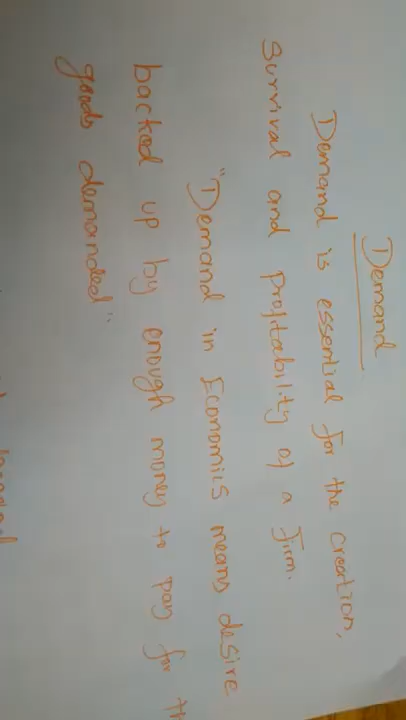 Demand
Demand is essential for the creation,
Survival and Profitability of a firm.
"Demand in Economics means desire
backed up by enough money to pay for th
goods demanded"